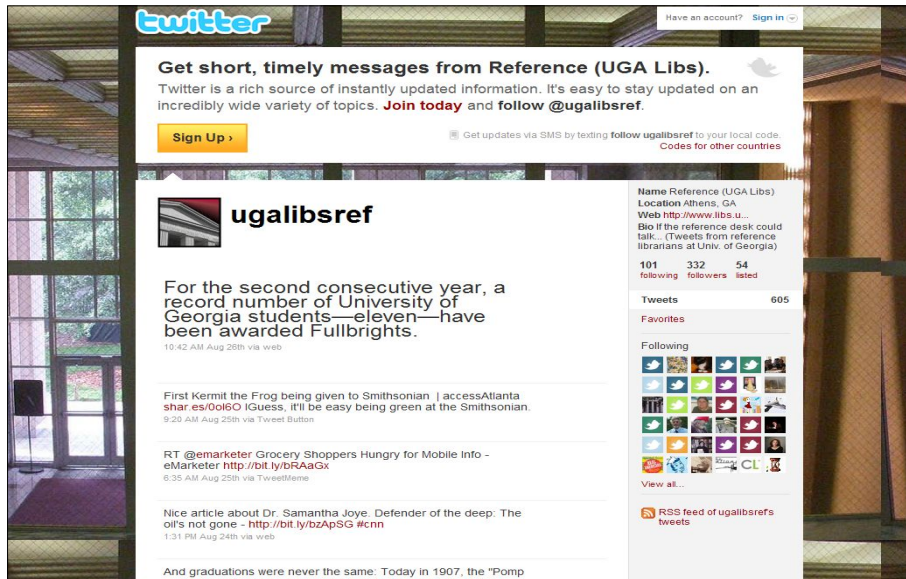 twitter
Have an account? Sign in
Get short, timely messages from Reference (UGA Libs).
Twitter is a rich source of instantly updated information. It's easy to stay updated on an
incredibly wide variety of topics. Join today and follow @ugalibsref.
Sign Up ›
Get updates via SMS by texting follow ugalibsref to your local code.
Codes for other countries
ugalibsref
For the second consecutive year, a
record number of University of
Georgia students—eleven—have
been awarded Fullbrights.
10:42 AM Aug 26th via web
First Kermit the Frog being given to Smithsonian | accessAtlanta
shar.es/0ol6O IGuess, it'll be easy being green at the Smithsonian.
9:20 AM Aug 25th via Tweet Button
RT @emarketer Grocery Shoppers Hungry for Mobile Info -
eMarketer http://bit.ly/bRAaGx
6:35 AM Aug 25th via TweetMeme
Nice article about Dr. Samantha Joye. Defender of the deep: The
oil's not gone - http://bit.ly/bzApSG #cnn
1:31 PM Aug 24th via web
And graduations were never the same: Today in 1907, the "Pomp
Name Reference (UGA Libs)
Location Athens, GA
Web http://www.libs.u...
Bio If the reference desk could
talk... (Tweets from reference
librarians at Univ. of Georgia)
101 332 54
following followers listed
Tweets 605
Favorites
Following
CL
View all...
RSS feed of ugalibsref's
tweets